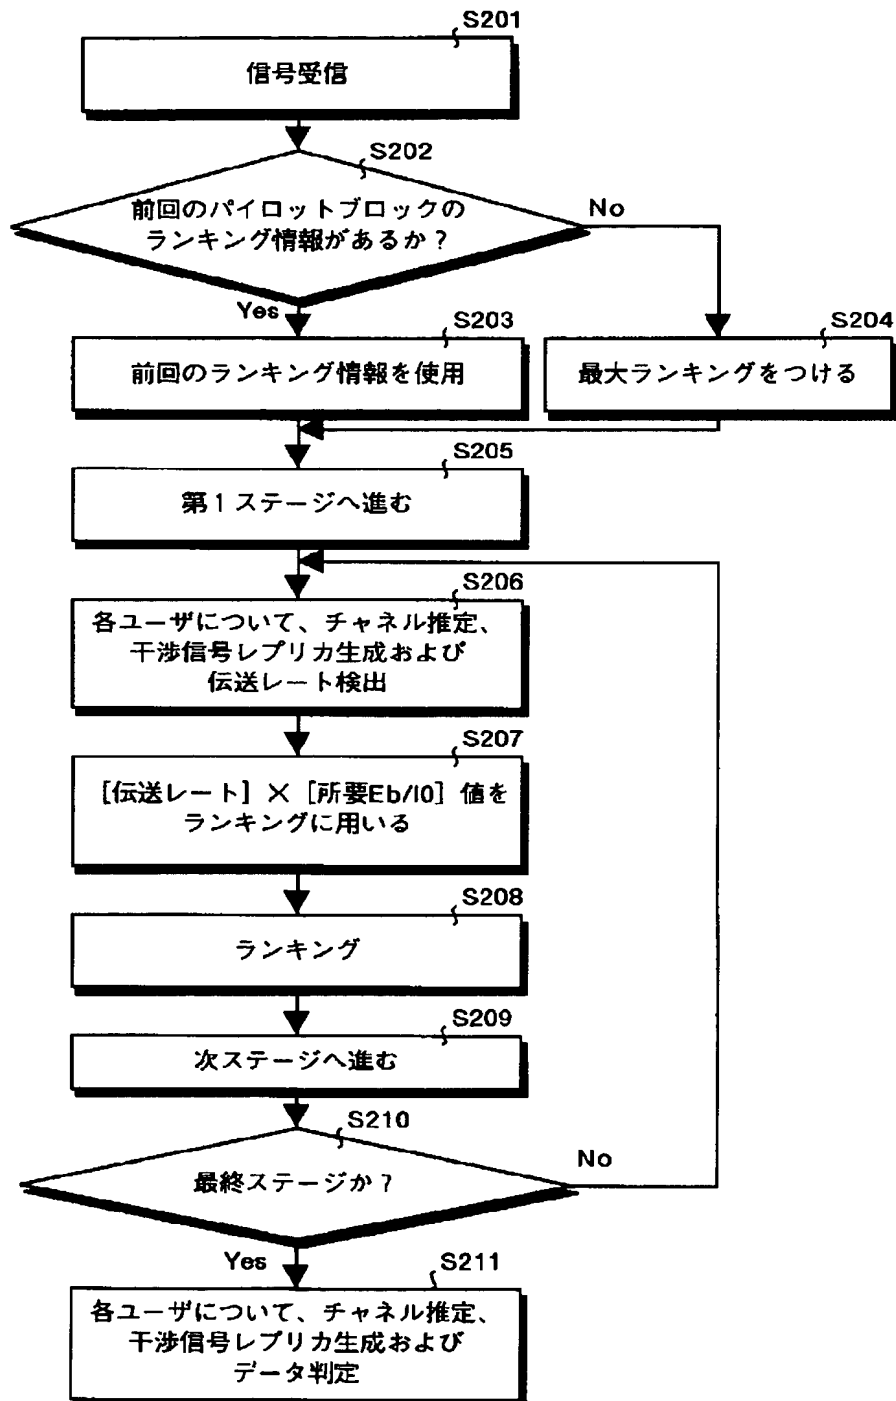 S201
信号受信
S202
前回のパイロットブロックの
ランキング情報があるか？
No
Yes
S203
前回のランキング情報を使用
S204
最大ランキングをつける
S205
第１ステージへ進む
S206
各ユーザについて、チャネル推定、
干渉信号レプリカ生成および
伝送レート検出
S207
［伝送レート］×［所要Eb/I0］値を
ランキングに用いる
S208
ランキング
S209
次ステージへ進む
S210
最終ステージか？
No
Yes
S211
各ユーザについて、チャネル推定、
干渉信号レプリカ生成および
データ判定